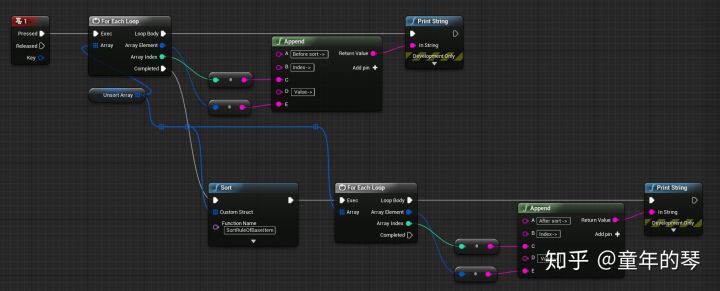 1
Pressed
Released
Key
For Each Loop
Exec
Loop Body
Array
Array Element
Array Index
Completed
Unsort Array
Append
A
Before sort ->
Return Value
B
Index->
Add pin +
C
D
Value->
E
Print String
In String
Development Only
Sort
Custom Struct
Function Name
SortRuleOfBaseItem
For Each Loop
Exec
Loop Body
Array
Array Element
Array Index
Completed
Append
A
After sort ->
Return Value
B
Index->
Add pin +
C
D
E
Print String
In String
Development Only
知乎 @童年的琴